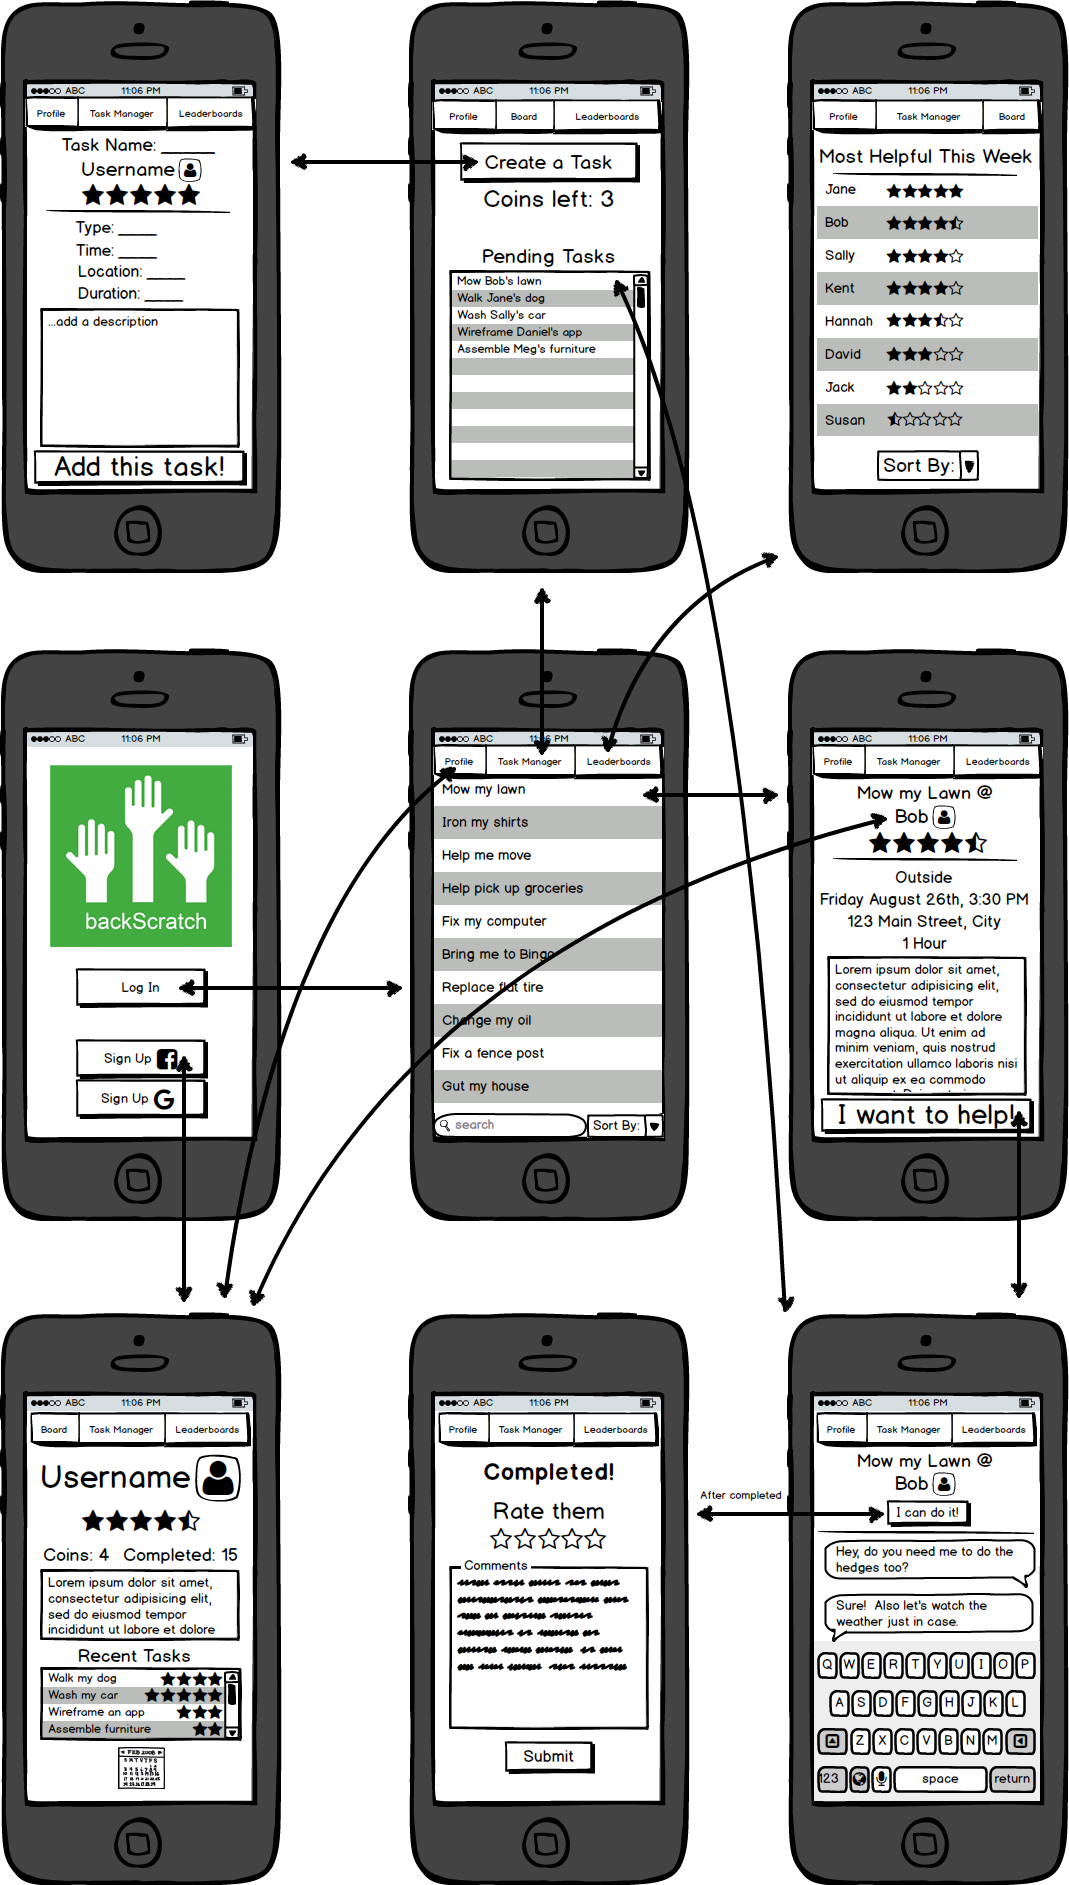 ABC 11:06 PM
Profile Task Manager Leaderboards
Task Name: ______
Username
Type: ____
Time: ____
Location: ____
Duration: ____
...add a description
Add this task!
ABC 11:06 PM
Profile Board Leaderboards
Create a Task
Coins left: 3
Pending Tasks
Mow Bob's lawn
Walk Jane's dog
Wash Sally's car
Wireframe Daniel's app
Assemble Meg's furniture
ABC 11:06 PM
Profile Task Manager Board
Most Helpful This Week
Jane
Bob
Sally
Kent
Hannah
David
Jack
Susan
Sort By:
ABC 11:06 PM
backScratch
Log In
Sign Up
Sign Up G
ABC 11:06 PM
Profile Task Manager Leaderboards
Mow my lawn
Iron my shirts
Help me move
Help pick up groceries
Fix my computer
Bring me to Bingo
Replace flat tire
Change my oil
Fix a fence post
Gut my house
search Sort By:
ABC 11:06 PM
Profile Task Manager Leaderboards
Mow my Lawn @
Bob
Outside
Friday August 26th, 3:30 PM
123 Main Street, City
1 Hour
Lorem ipsum dolor sit amet,
consectetur adipisicing elit,
sed do eiusmod tempor
incididunt ut labore et dolore
magna aliqua. Ut enim ad
minim veniam, quis nostrud
exercitation ullamco laboris nisi
ut aliquip ex ea commodo
I want to help!
ABC 11:06 PM
Board Task Manager Leaderboards
Username
Coins: 4 Completed: 15
Lorem ipsum dolor sit amet,
consectetur adipisicing elit,
sed do eiusmod tempor
incididunt ut labore et dolore
Recent Tasks
Walk my dog
Wash my car
Wireframe an app
Assemble furniture
FEB 2008
S M T W T F S
ABC 11:06 PM
Profile Task Manager Leaderboards
Completed!
Rate them
Comments
Submit
After completed
ABC 11:06 PM
Profile Task Manager Leaderboards
Mow my Lawn @
Bob
I can do it!
Hey, do you need me to do the
hedges too?
Sure! Also let's watch the
weather just in case.
Q W E R T Y U I O P
A S D F G H J K L
Z X C V B N M
123 space return